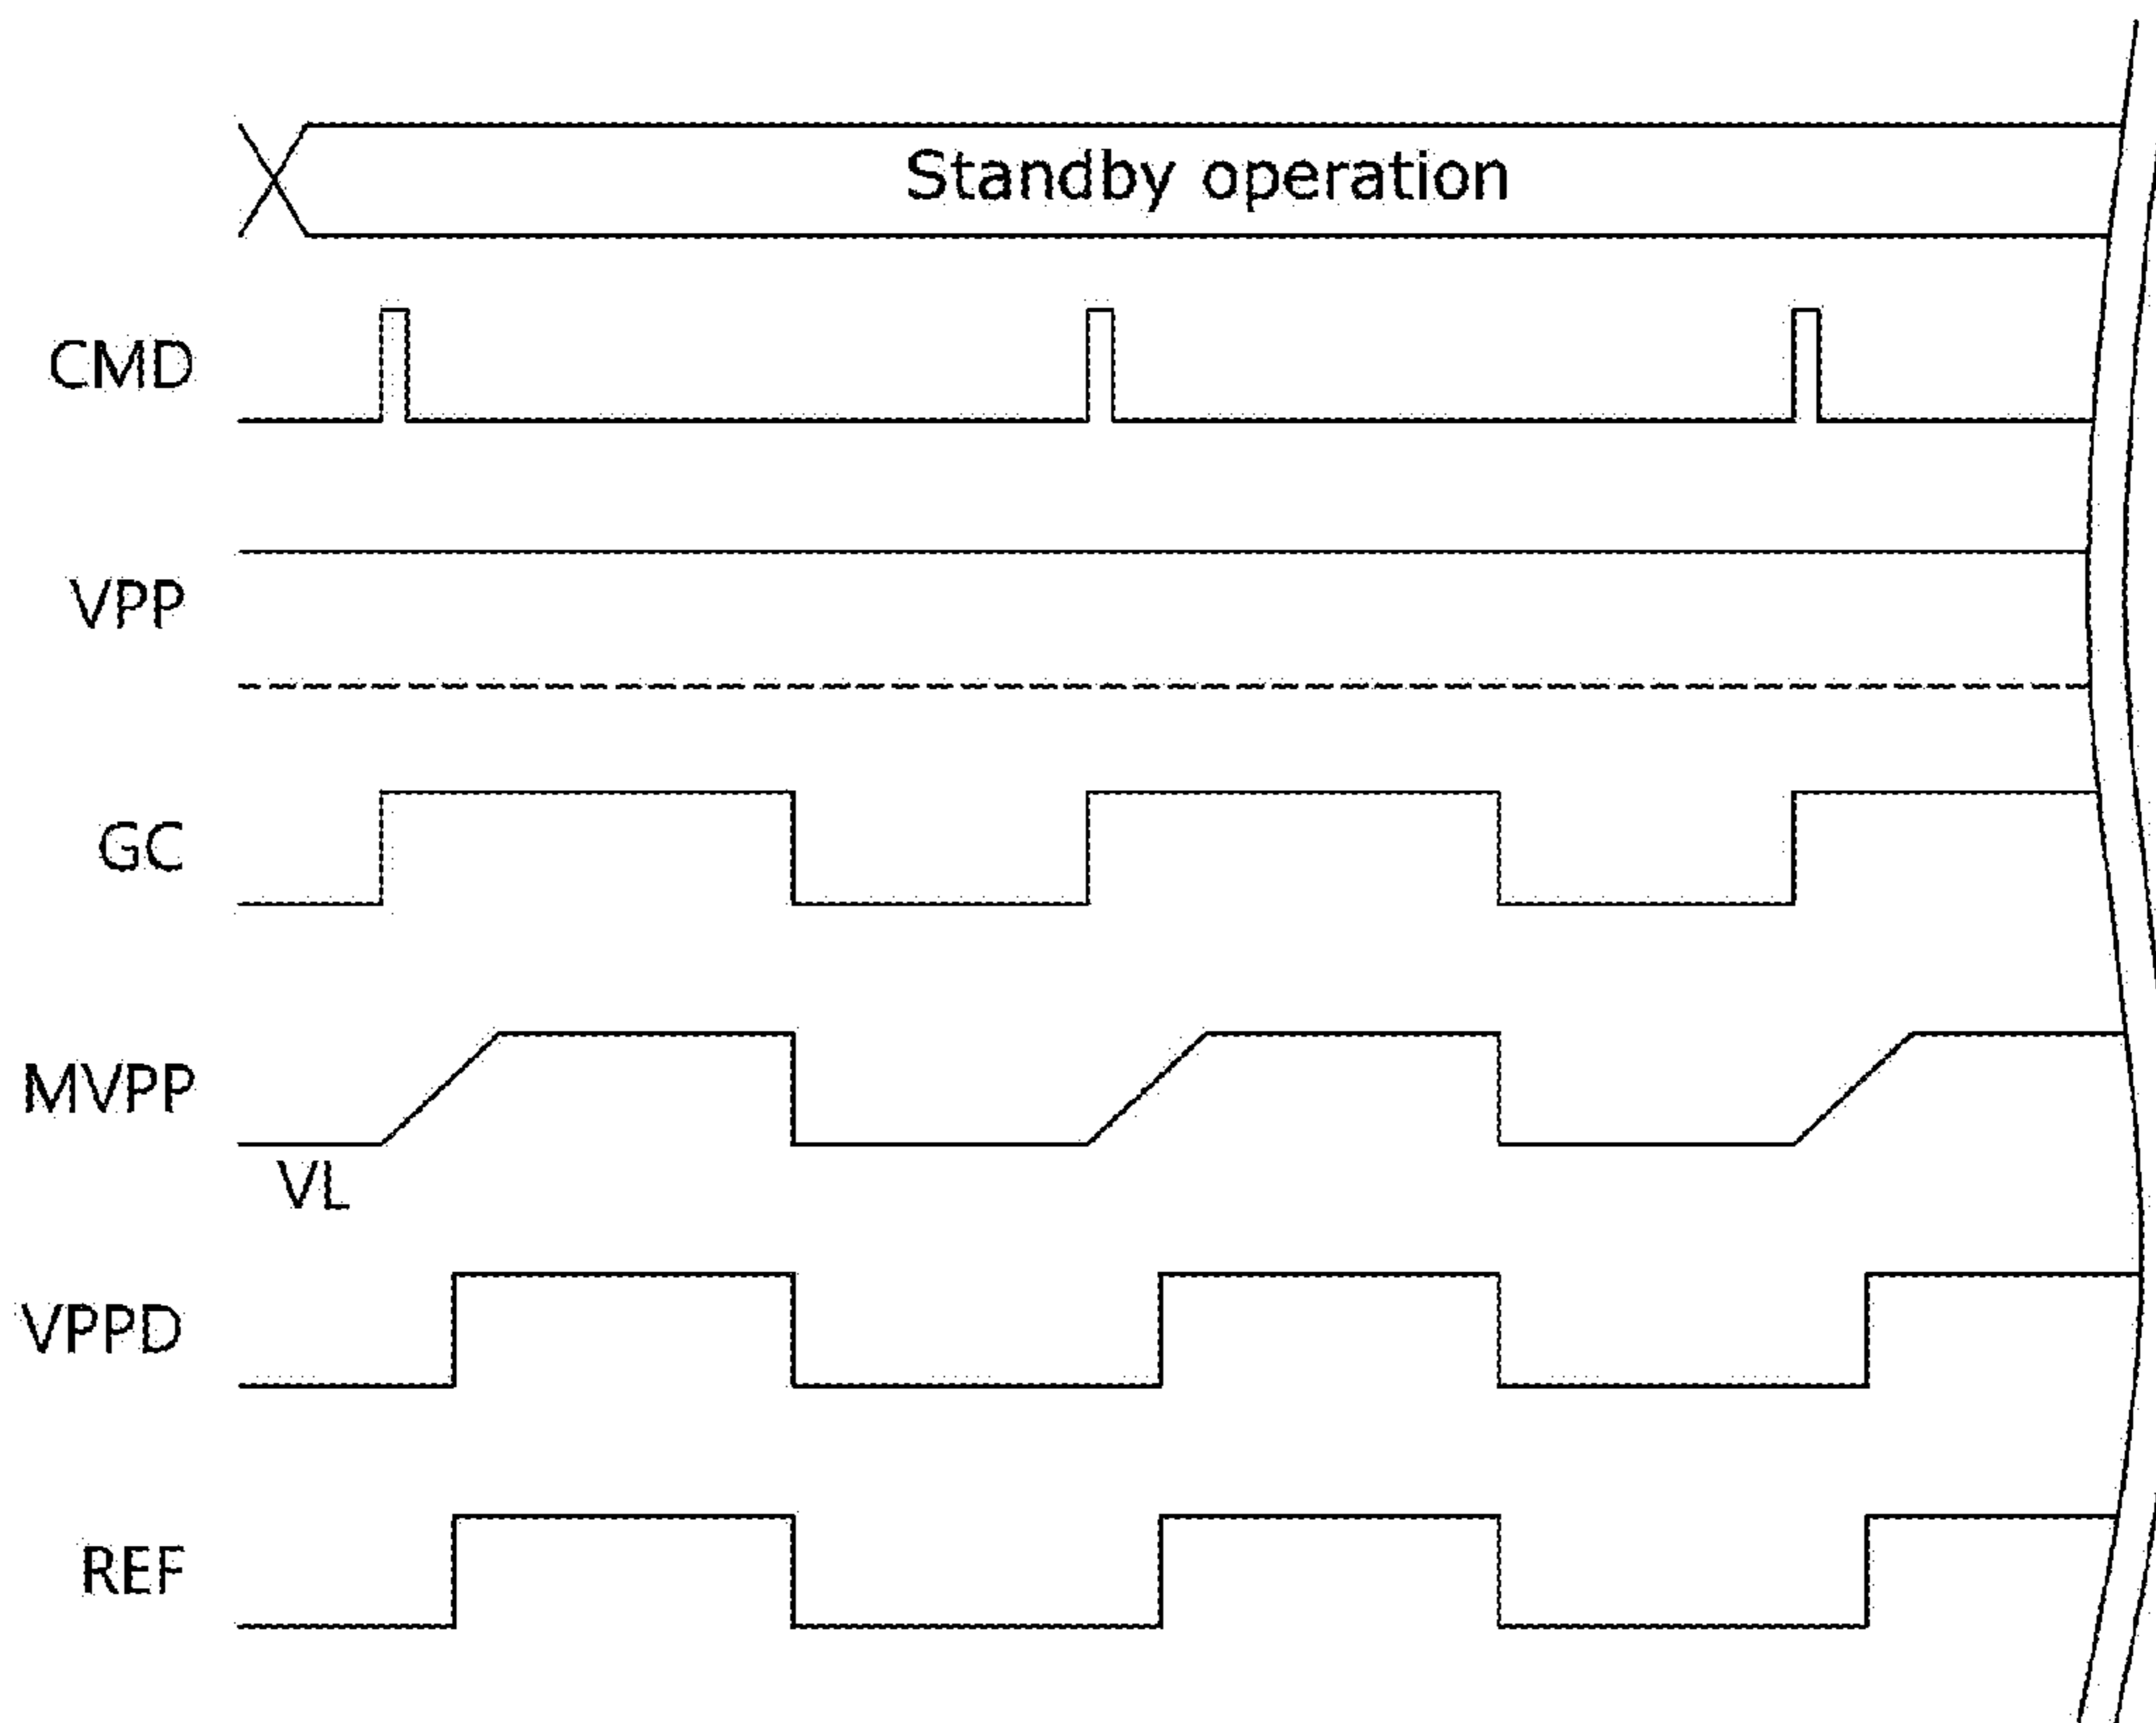 Standby operation
CMD
VPP
GC
MVPP
VL
VPPD
REF